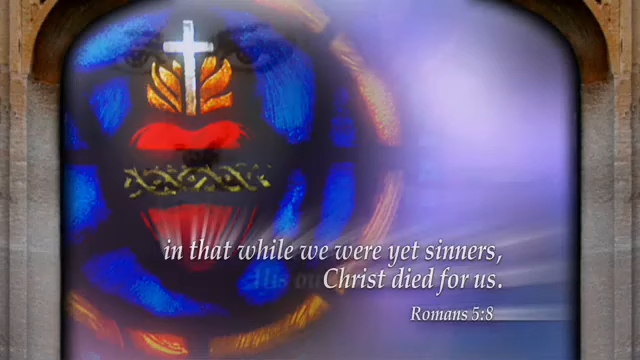 in that while we were yet sinners,
Christ died for us.
Romans 5:8